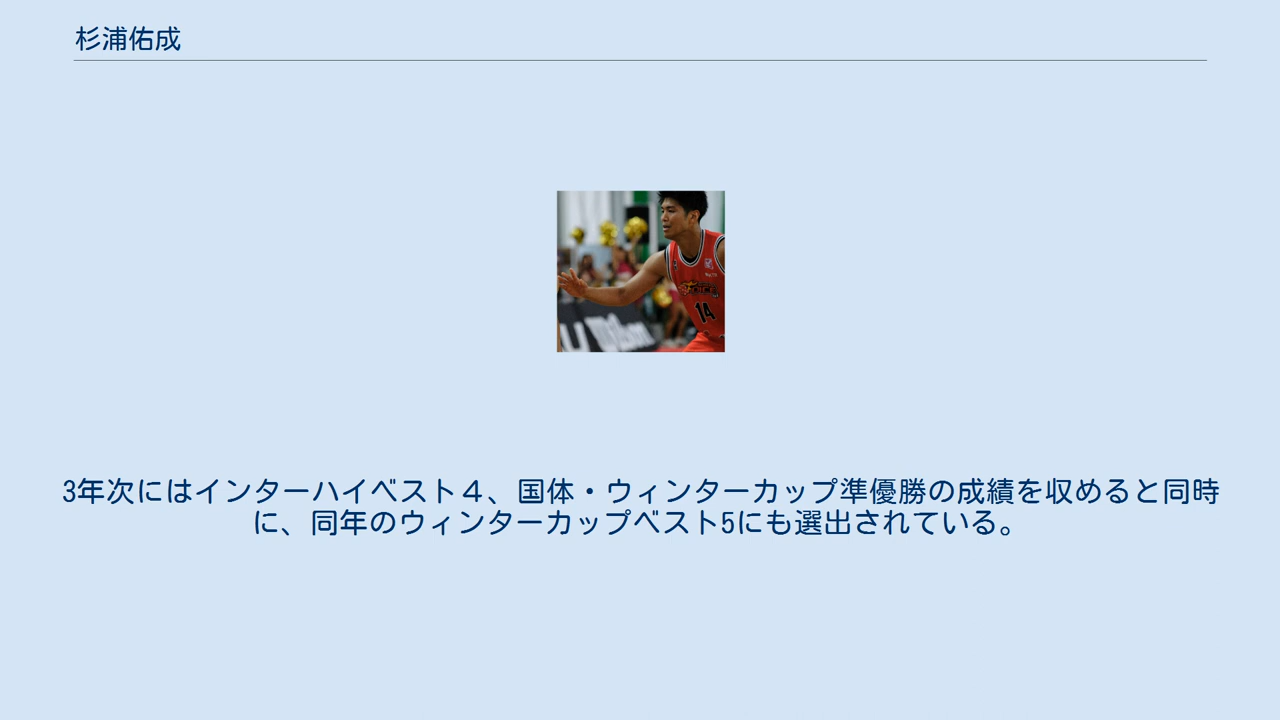 杉浦佑成
14
3年次にはインターハイベスト４、国体・ウィンターカップ準優勝の成績を収めると同時
に、同年のウィンターカップベスト5にも選出されている。